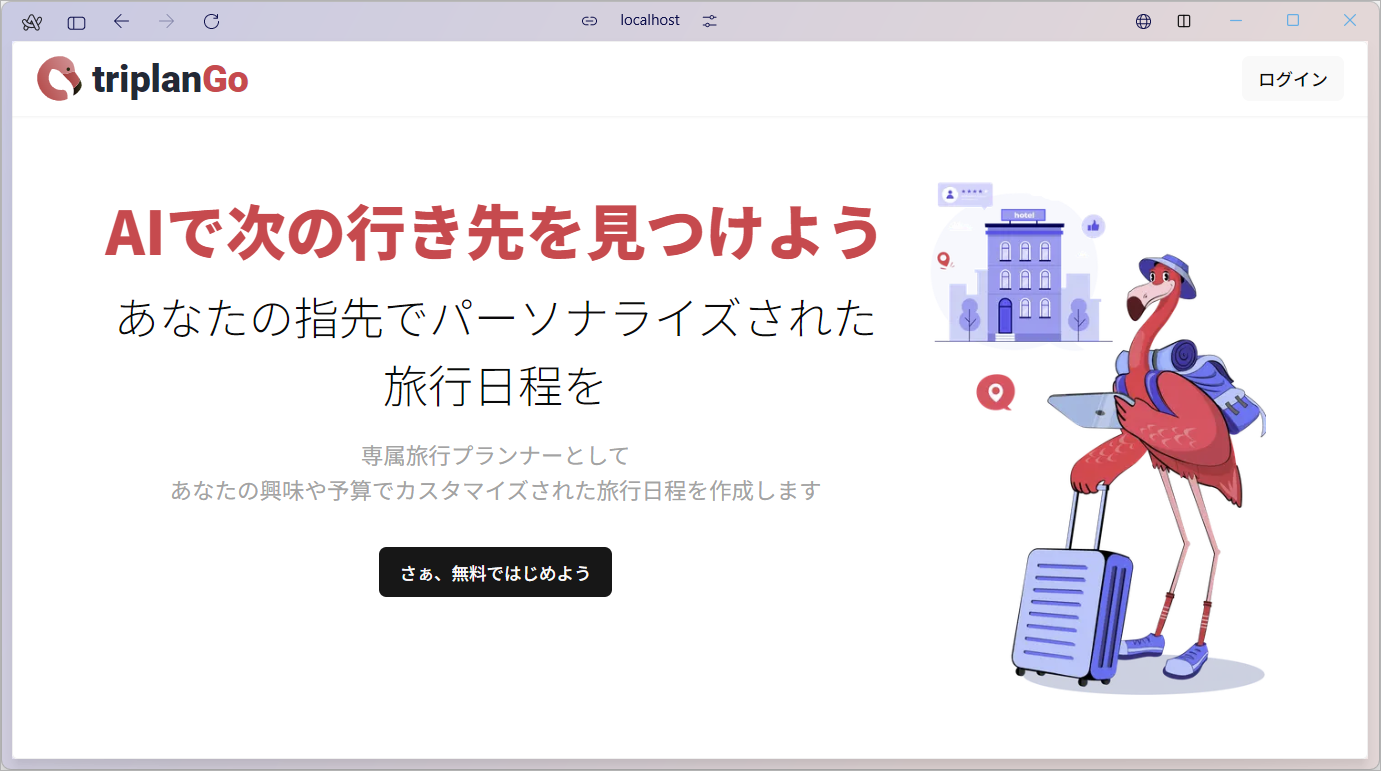 localhost
triplanGo
ログイン
AIで次の行き先を見つけよう
あなたの指先でパーソナライズされた
旅行日程を
専属旅行プランナーとして
あなたの興味や予算でカスタマイズされた旅行日程を作成します
さぁ、無料ではじめよう
hotel